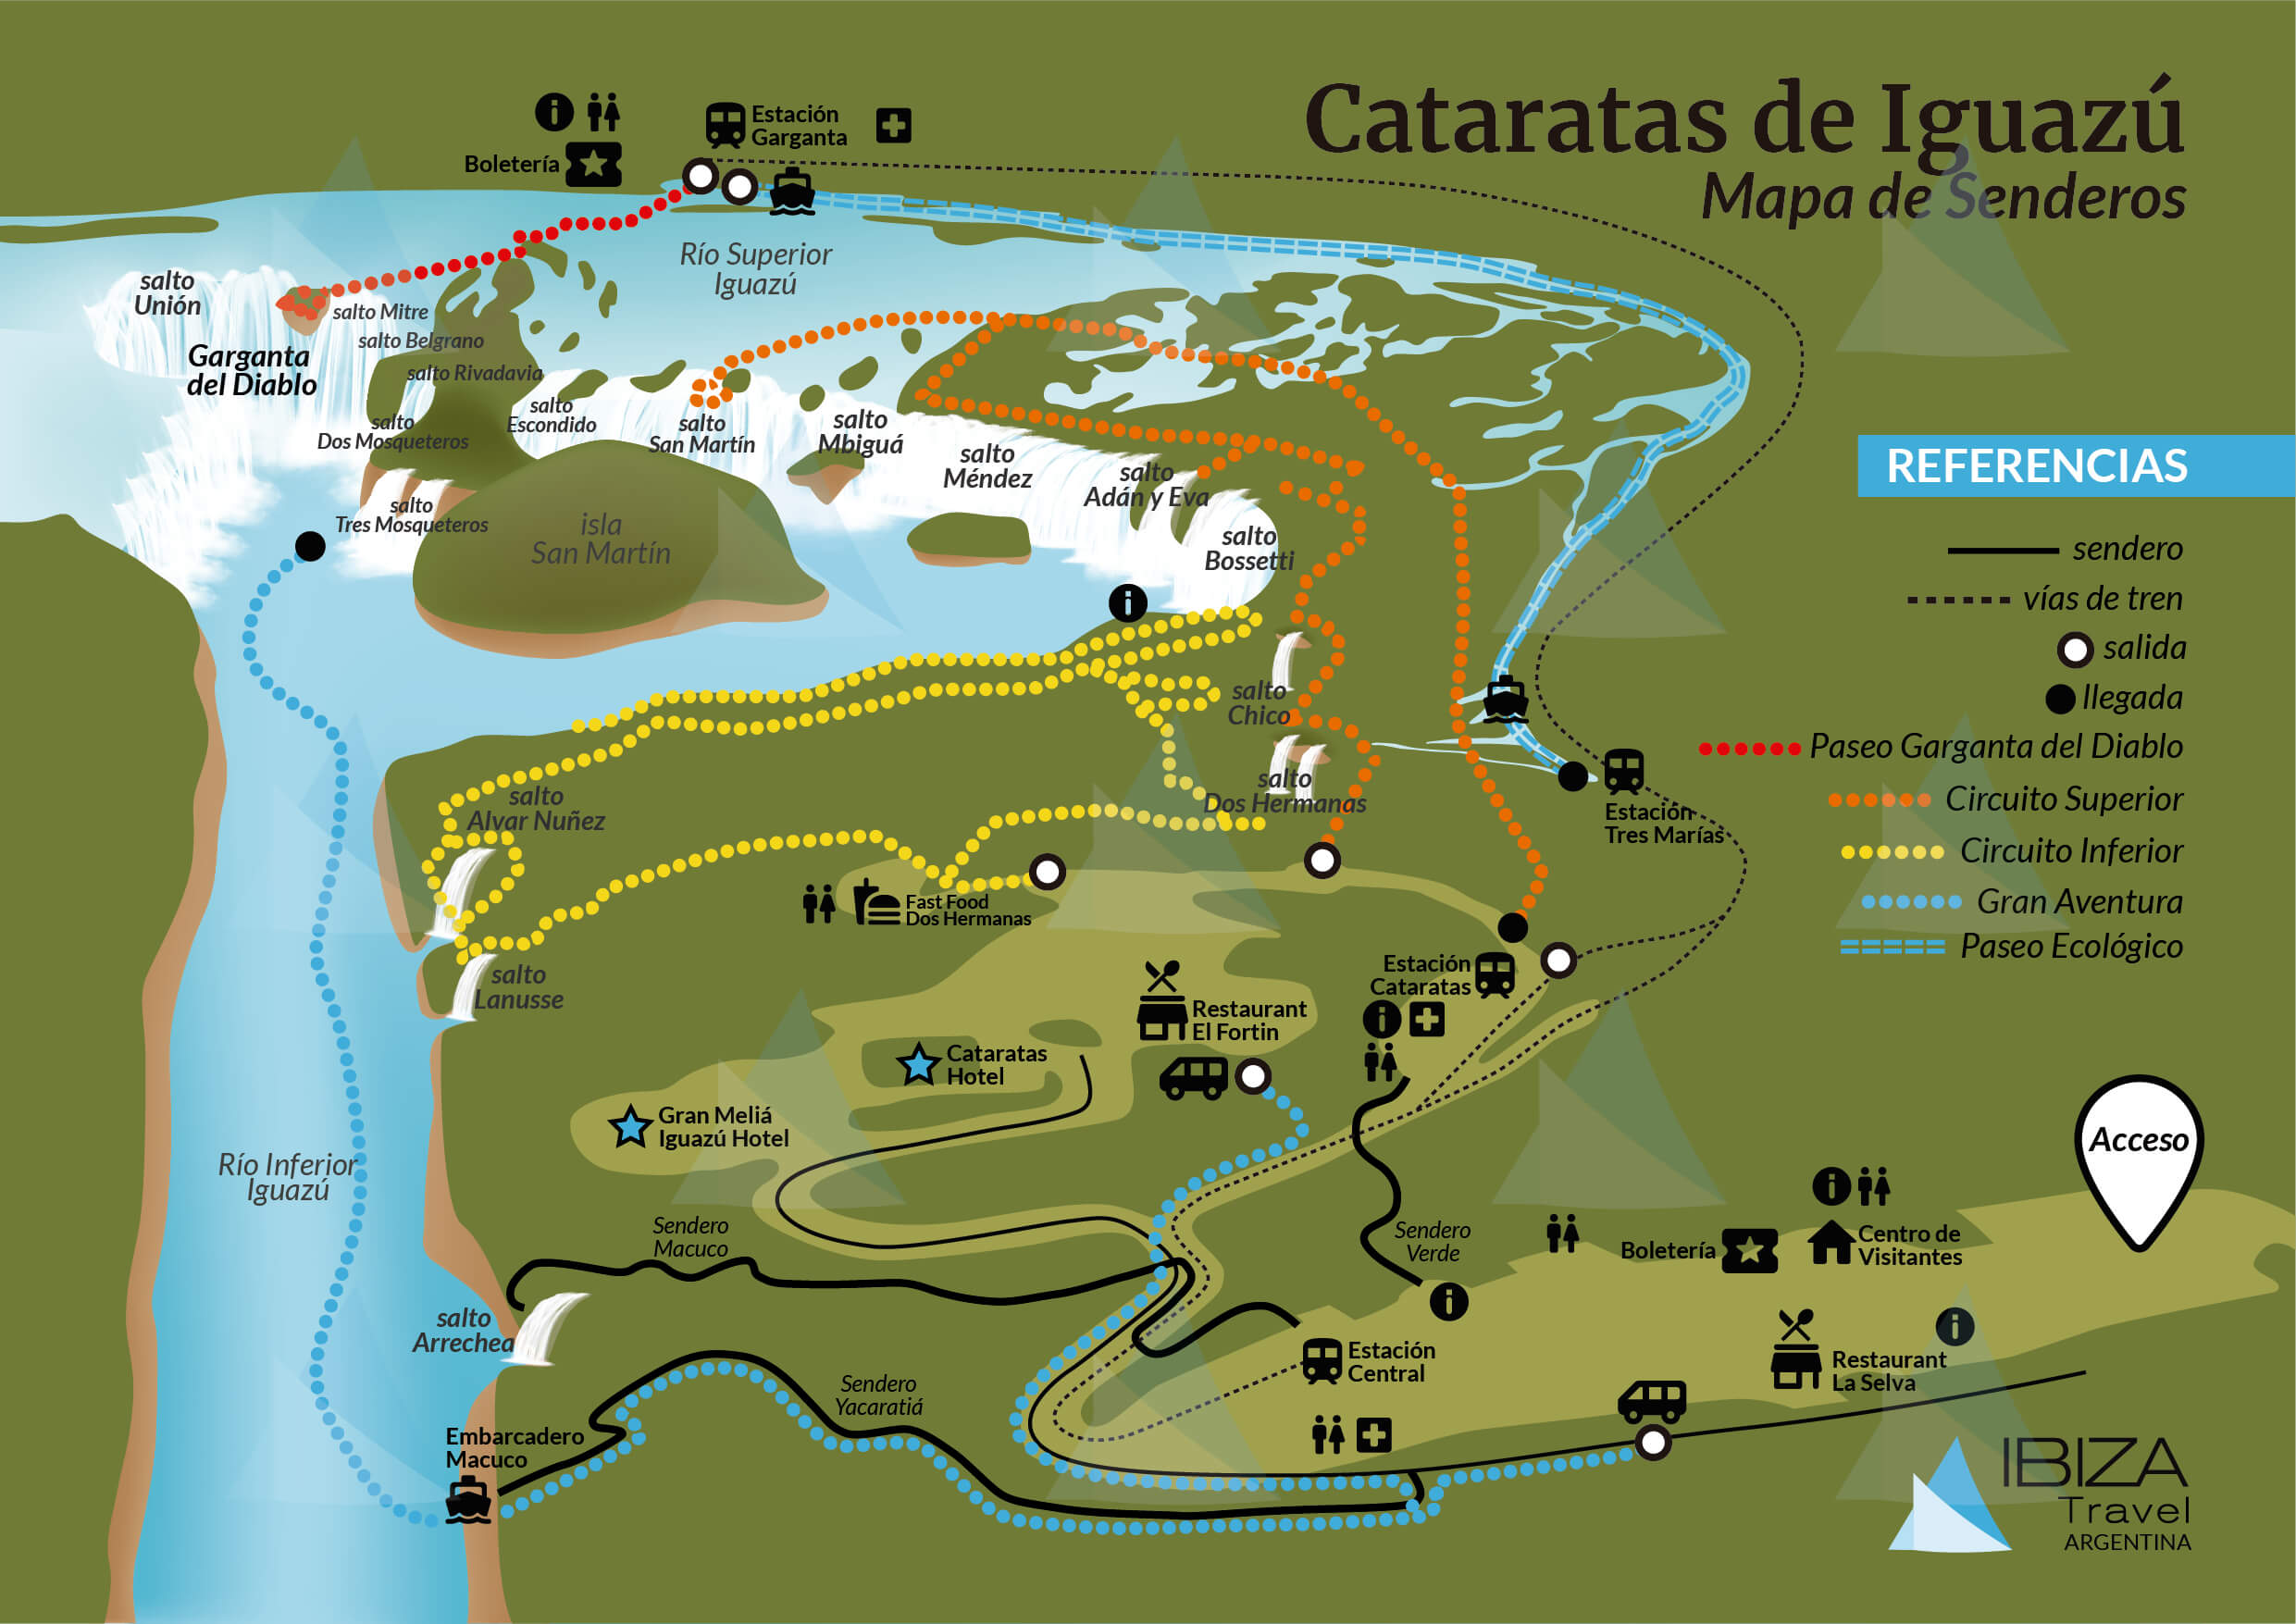 Cataratas de Iguazú
Mapa de Senderos
Estación
Garganta
Boletería
Río Superior
Iguazú
salto
Unión
salto Mitre
salto Belgrano
Garganta
del Diablo
salto Rivadavia
salto
Dos Mosqueteros
salto
Escondido
salto
San Martín
salto
Mbiguá
salto
Méndez
salto
Adán y Eva
salto
Tres Mosqueteros
isla
San Martín
salto
Bossetti
salto
Chico
salto
Dos Hermanas
salto
Alvar Nuñez
salto
Lanusse
Fast Food
Dos Hermanas
Estación
Tres Marías
Estación
Cataratas
Restaurant
El Fortin
Cataratas
Hotel
Gran Meliá
Iguazú Hotel
Río Inferior
Iguazú
Sendero
Macuco
Sendero
Verde
salto
Arrechea
Estación
Central
Sendero
Yacaratiá
Embarcadero
Macuco
Boletería
Centro de
Visitantes
Restaurant
La Selva
Acceso
REFERENCIAS
sendero
vías de tren
salida
llegada
Paseo Garganta del Diablo
Circuito Superior
Circuito Inferior
Gran Aventura
Paseo Ecológico
IBIZA
Travel
ARGENTINA